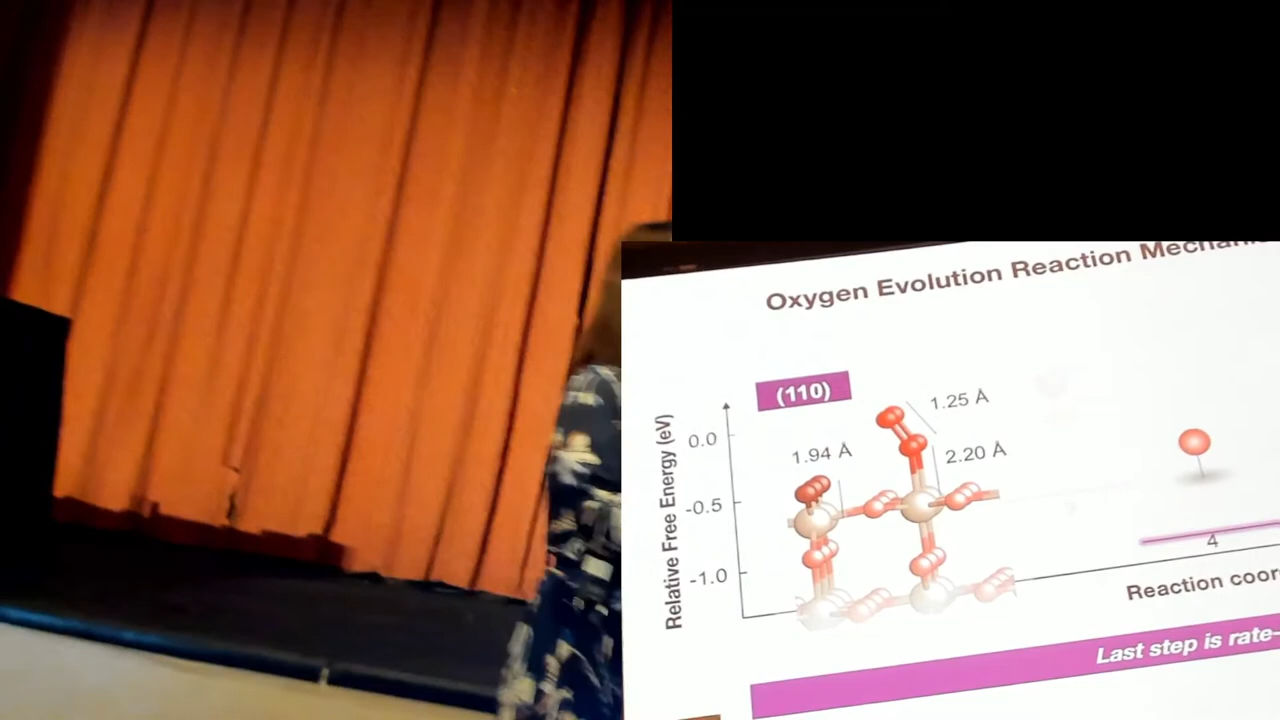 Oxygen Evolution Reaction
(110)
Relative Free Energy (eV)
0.0
-0.5
-1.0
1.94 Å
1.25 Å
2.20 Å
4
Reaction
Last step is rate-